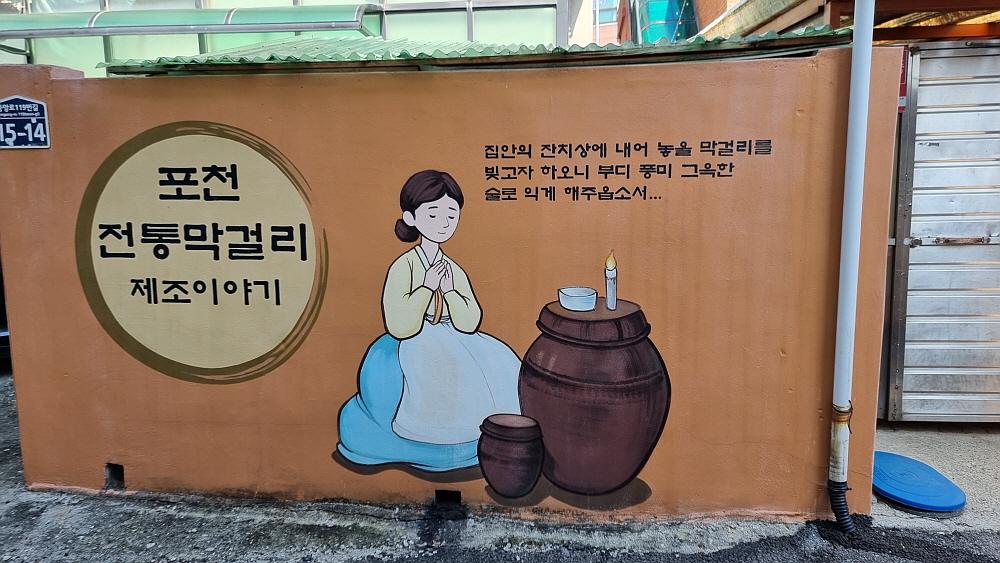 15-14
포천
전통막걸리
제조이야기
집안의 잔치상에 내어 놓을 막걸리를
빚고자 하오니 부디 풍미 그윽한
술로 익게 해주옵소서...